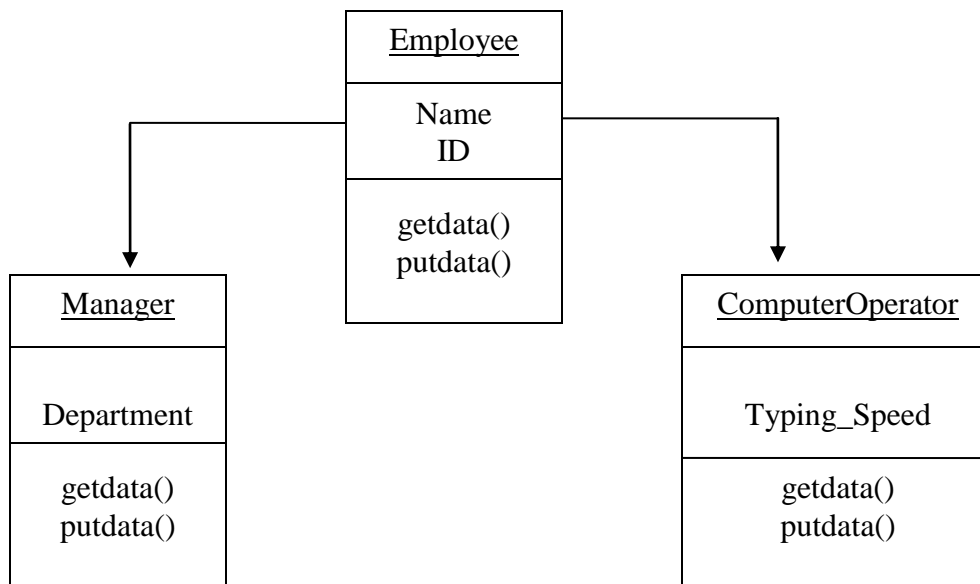 Employee
Name
ID
getdata()
putdata()
Manager
Department
getdata()
putdata()
ComputerOperator
Typing_Speed
getdata()
putdata()